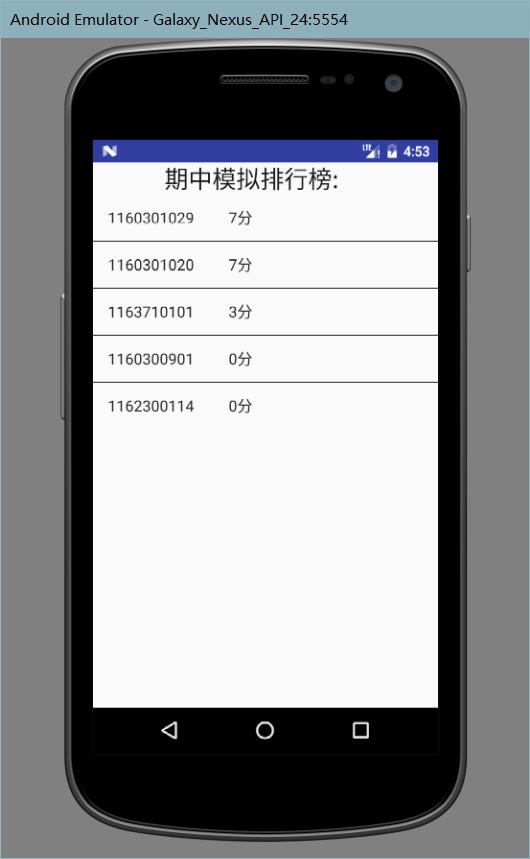 Android Emulator - Galaxy_Nexus_API_24:5554
LTE 4:53
期中模拟排行榜:
1160301029 7分
1160301020 7分
1163710101 3分
1160300901 0分
1162300114 0分